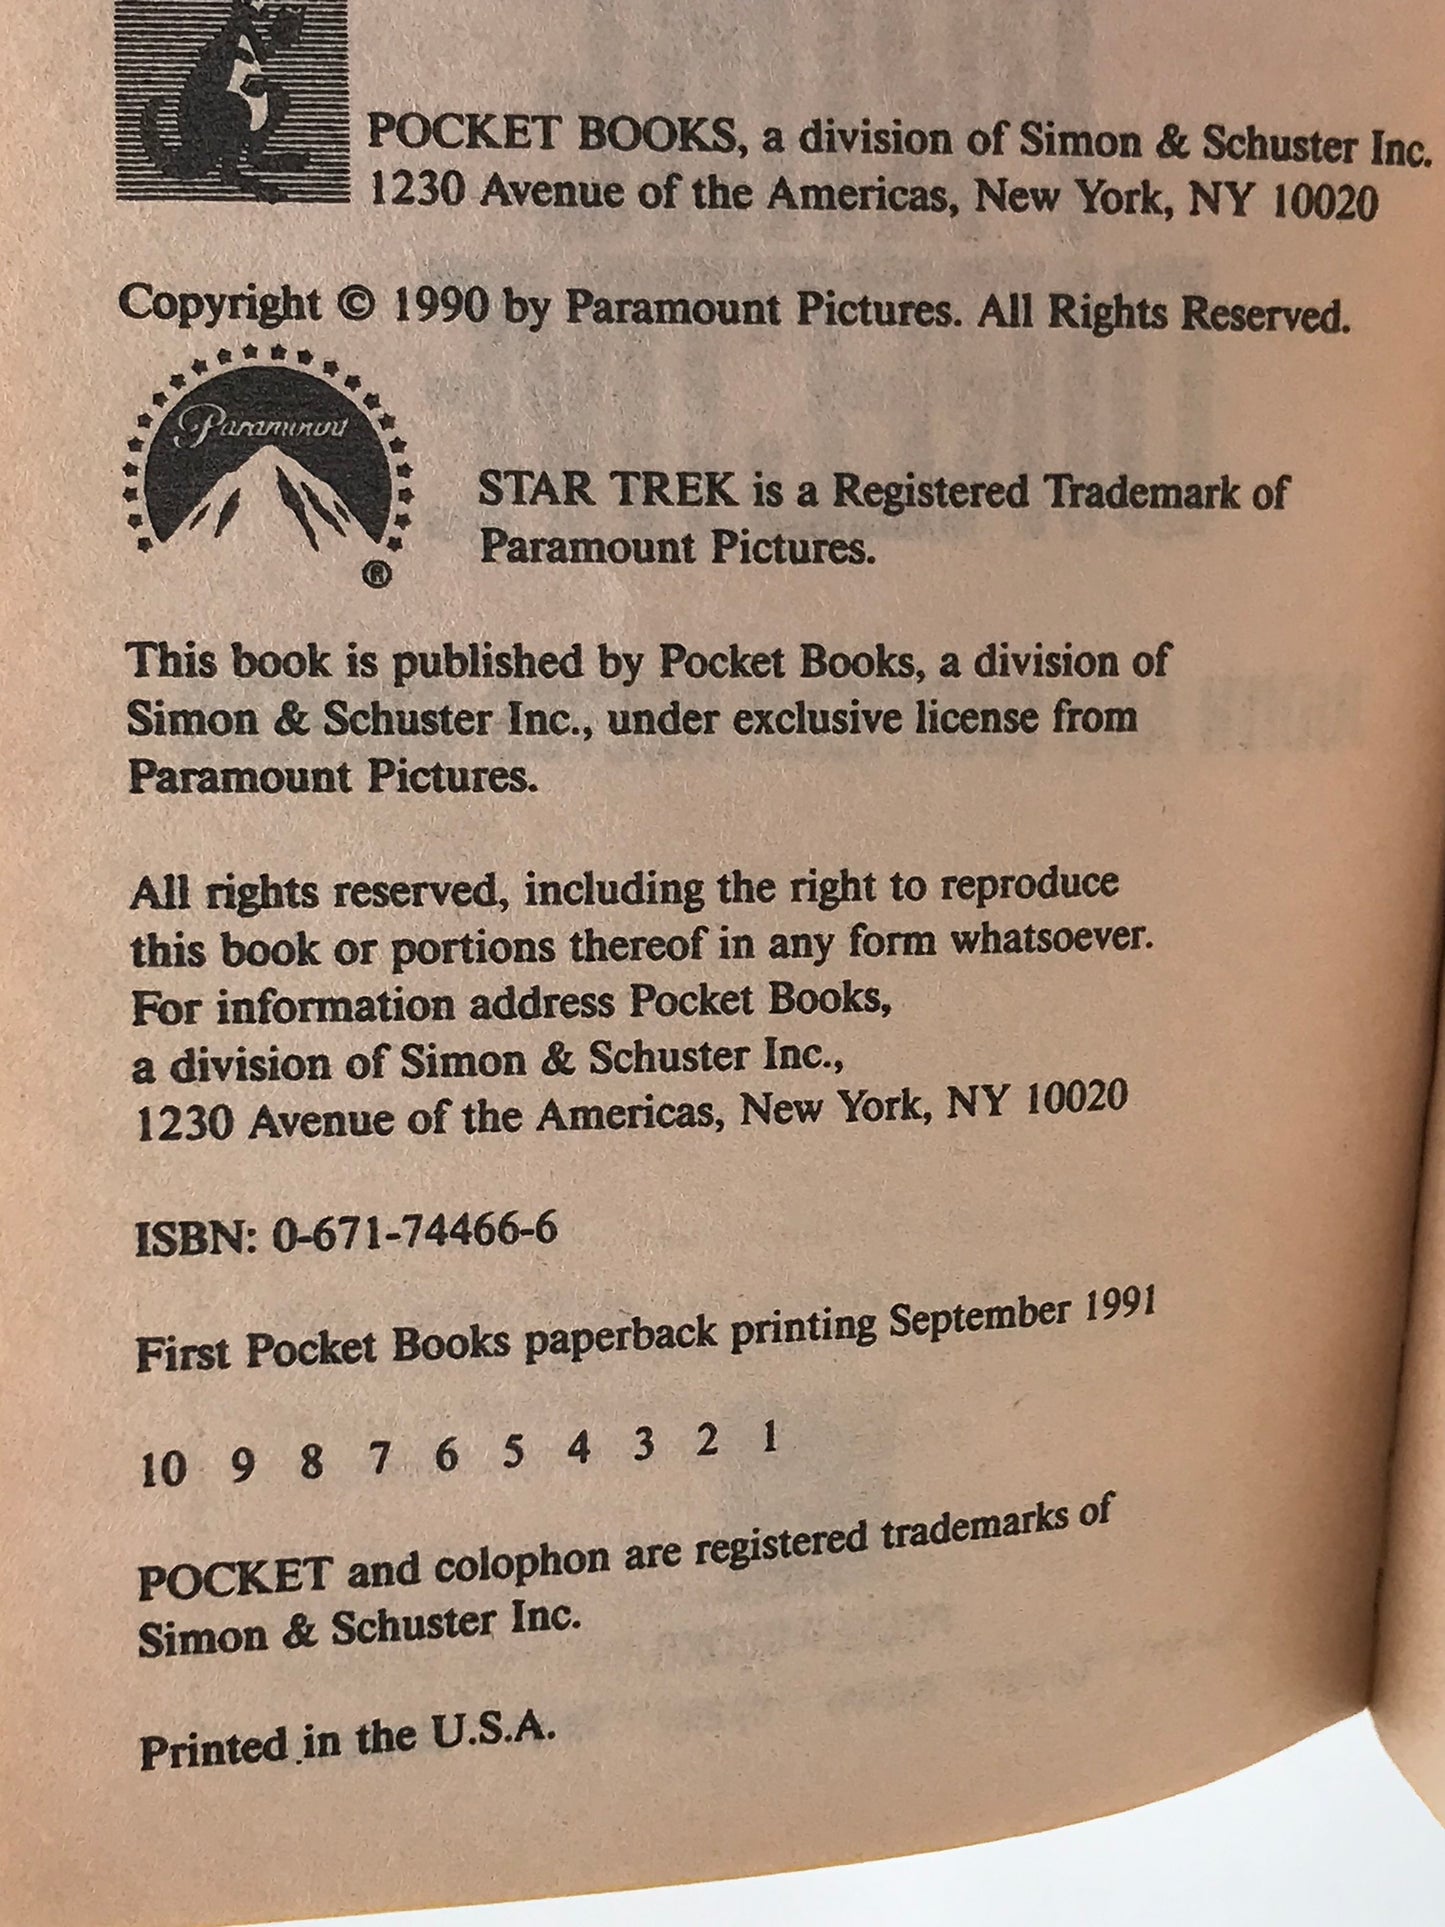 POCKET BOOKS, a division of Simon & Schuster Inc.
1230 Avenue of the Americas, New York, NY 10020
Copyright © 1990 by Paramount Pictures. All Rights Reserved.
Paramount
®
STAR TREK is a Registered Trademark of
Paramount Pictures.
This book is published by Pocket Books, a division of
Simon & Schuster Inc., under exclusive license from
Paramount Pictures.
All rights reserved, including the right to reproduce
this book or portions thereof in any form whatsoever.
For information address Pocket Books,
a division of Simon & Schuster Inc.,
1230 Avenue of the Americas, New York, NY 10020
ISBN: 0-671-74466-6
First Pocket Books paperback printing September 1991
10 9 8 7 6 5 4 3 2 1
POCKET and colophon are registered trademarks of
Simon & Schuster Inc.
Printed in the U.S.A.